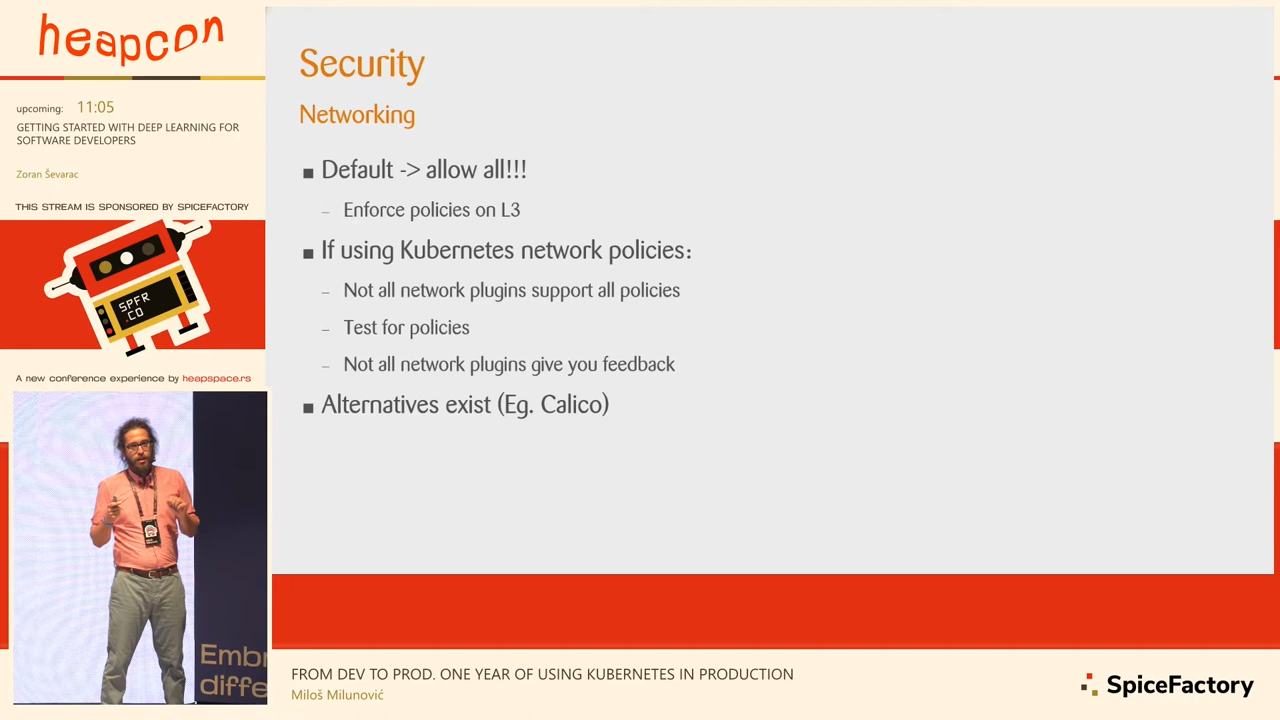 heapcon
upcoming: 11:05
GETTING STARTED WITH DEEP LEARNING FOR
SOFTWARE DEVELOPERS
Zoran Ševarac
THIS STREAM IS SPONSORED BY SPICEFACTORY
SPFR
.CO
A new conference experience by heapspace.rs
Security
Networking
■ Default -> allow all!!!
– Enforce policies on L3
■ If using Kubernetes network policies:
– Not all network plugins support all policies
– Test for policies
– Not all network plugins give you feedback
■ Alternatives exist (Eg. Calico)
Embr
diffe
FROM DEV TO PROD. ONE YEAR OF USING KUBERNETES IN PRODUCTION
Miloš Milunović
SpiceFactory